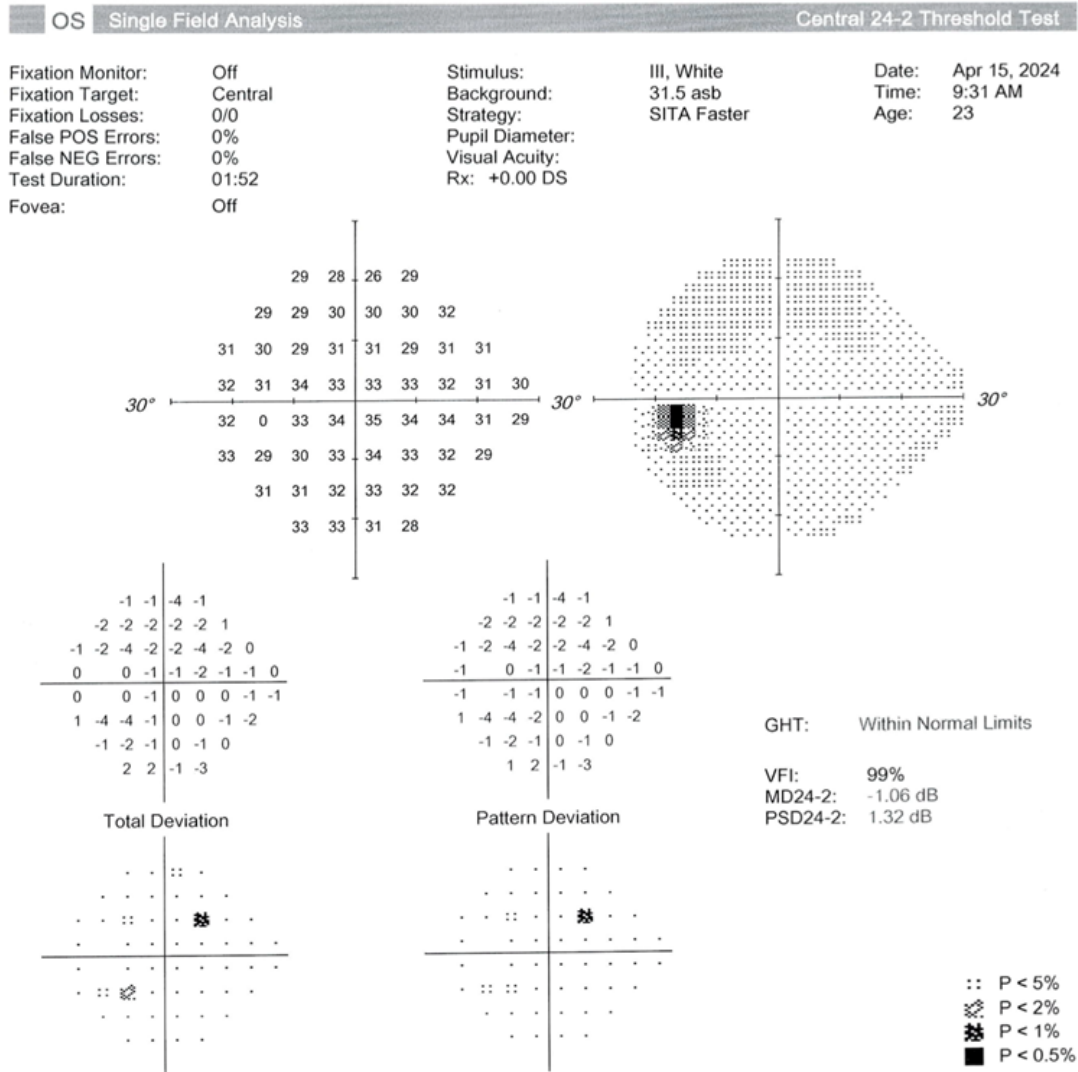 OS Single Field Analysis Central 24-2 Threshold Test
Fixation Monitor: Off Stimulus: III, White Date: Apr 15, 2024
Fixation Target: Central Background: 31.5 asb Time: 9:31 AM
Fixation Losses: 0/0 Strategy: SITA Faster Age: 23
False POS Errors: 0% Pupil Diameter:
False NEG Errors: 0% Visual Acuity:
Test Duration: 01:52 Rx: +0.00 DS
Fovea: Off
29 28 26 29
29 29 30 30 30 32
31 30 29 31 31 29 31 31
32 31 34 33 33 33 32 31 30
30° 30° 30°
32 0 33 34 35 34 34 31 29
33 29 30 33 34 33 32 29
31 31 32 33 32 32
33 33 31 28
-1 -1 -4 -1 -1 -1 -4 -1
-2 -2 -2 -2 -2 1 -2 -2 -2 -2 -2 1
-1 -2 -4 -2 -2 -4 -2 0 -1 -2 -4 -2 -2 -4 -2 0
0 0 -1 -1 -2 -1 -1 0 -1 0 -1 -1 -2 -1 -1 0
0 0 -1 0 0 0 -1 -1 -1 -1 -1 0 0 0 -1 -1
1 -4 -4 -1 0 0 -1 -2 1 -4 -4 -2 0 0 -1 -2
-1 -2 -1 0 -1 0 -1 -2 -1 0 -1 0
2 2 -1 -3 1 2 -1 -3
GHT: Within Normal Limits
VFI: 99%
MD24-2: -1.06 dB
PSD24-2: 1.32 dB
Total Deviation Pattern Deviation
P < 5%
P < 2%
P < 1%
P < 0.5%